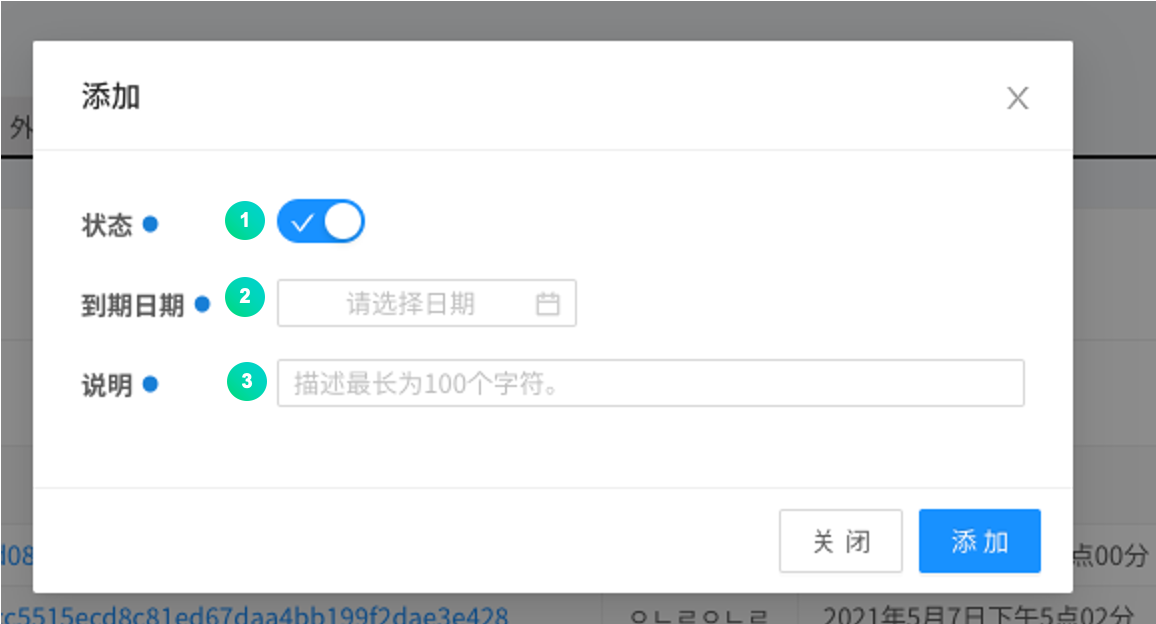 添加
外
状态
1
到期日期
2
请选择日期
说明
3
描述最长为100个字符。
关 闭
添 加
d08
点00分
c5515ecd8c81ed67daa4bb199f2dae3e428
ㅇㄴㄹㅇㄴㄹ
2021年5月7日下午5点02分